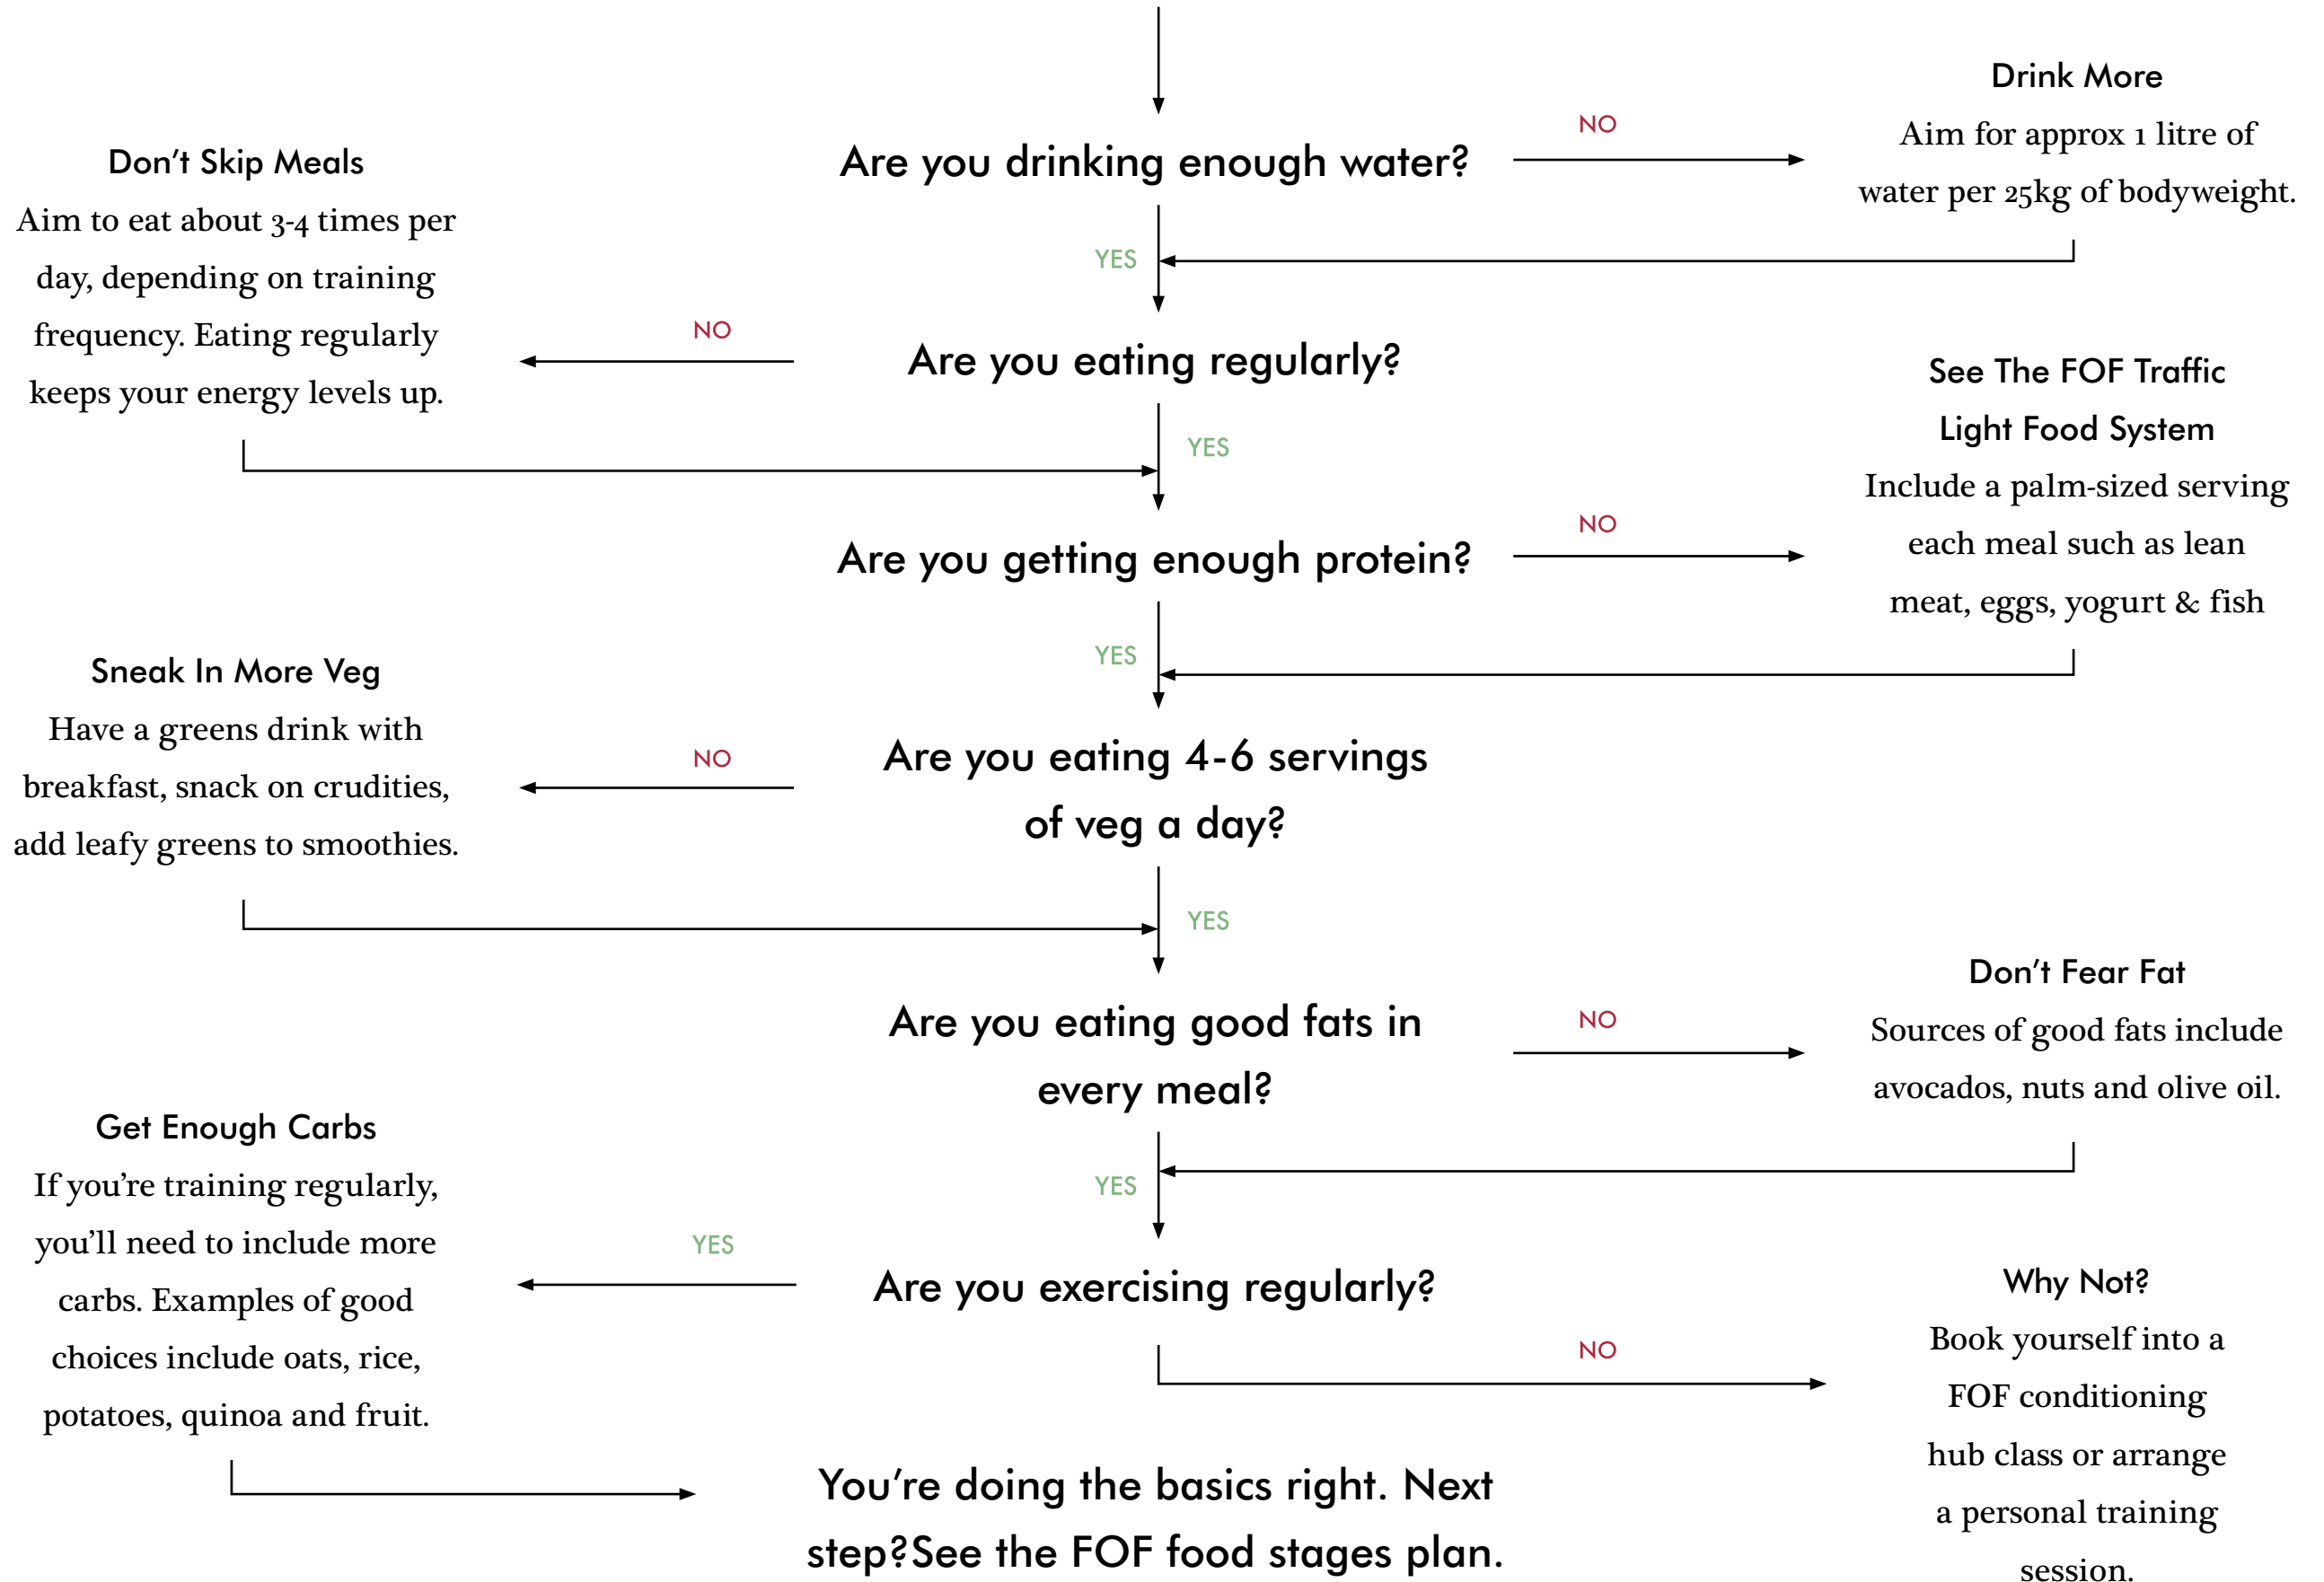 Are you drinking enough water?
NO
Drink More
Aim for approx 1 litre of
water per 25kg of bodyweight.
YES
Are you eating regularly?
NO
Don't Skip Meals
Aim to eat about 3-4 times per
day, depending on training
frequency. Eating regularly
keeps your energy levels up.
YES
Are you getting enough protein?
NO
See The FOF Traffic
Light Food System
Include a palm-sized serving
each meal such as lean
meat, eggs, yogurt & fish
YES
Are you eating 4-6 servings
of veg a day?
NO
Sneak In More Veg
Have a greens drink with
breakfast, snack on crudities,
add leafy greens to smoothies.
YES
Are you eating good fats in
every meal?
NO
Don't Fear Fat
Sources of good fats include
avocados, nuts and olive oil.
YES
Are you exercising regularly?
YES
Get Enough Carbs
If you're training regularly,
you'll need to include more
carbs. Examples of good
choices include oats, rice,
potatoes, quinoa and fruit.
NO
Why Not?
Book yourself into a
FOF conditioning
hub class or arrange
a personal training
session.
You're doing the basics right. Next
step?See the FOF food stages plan.